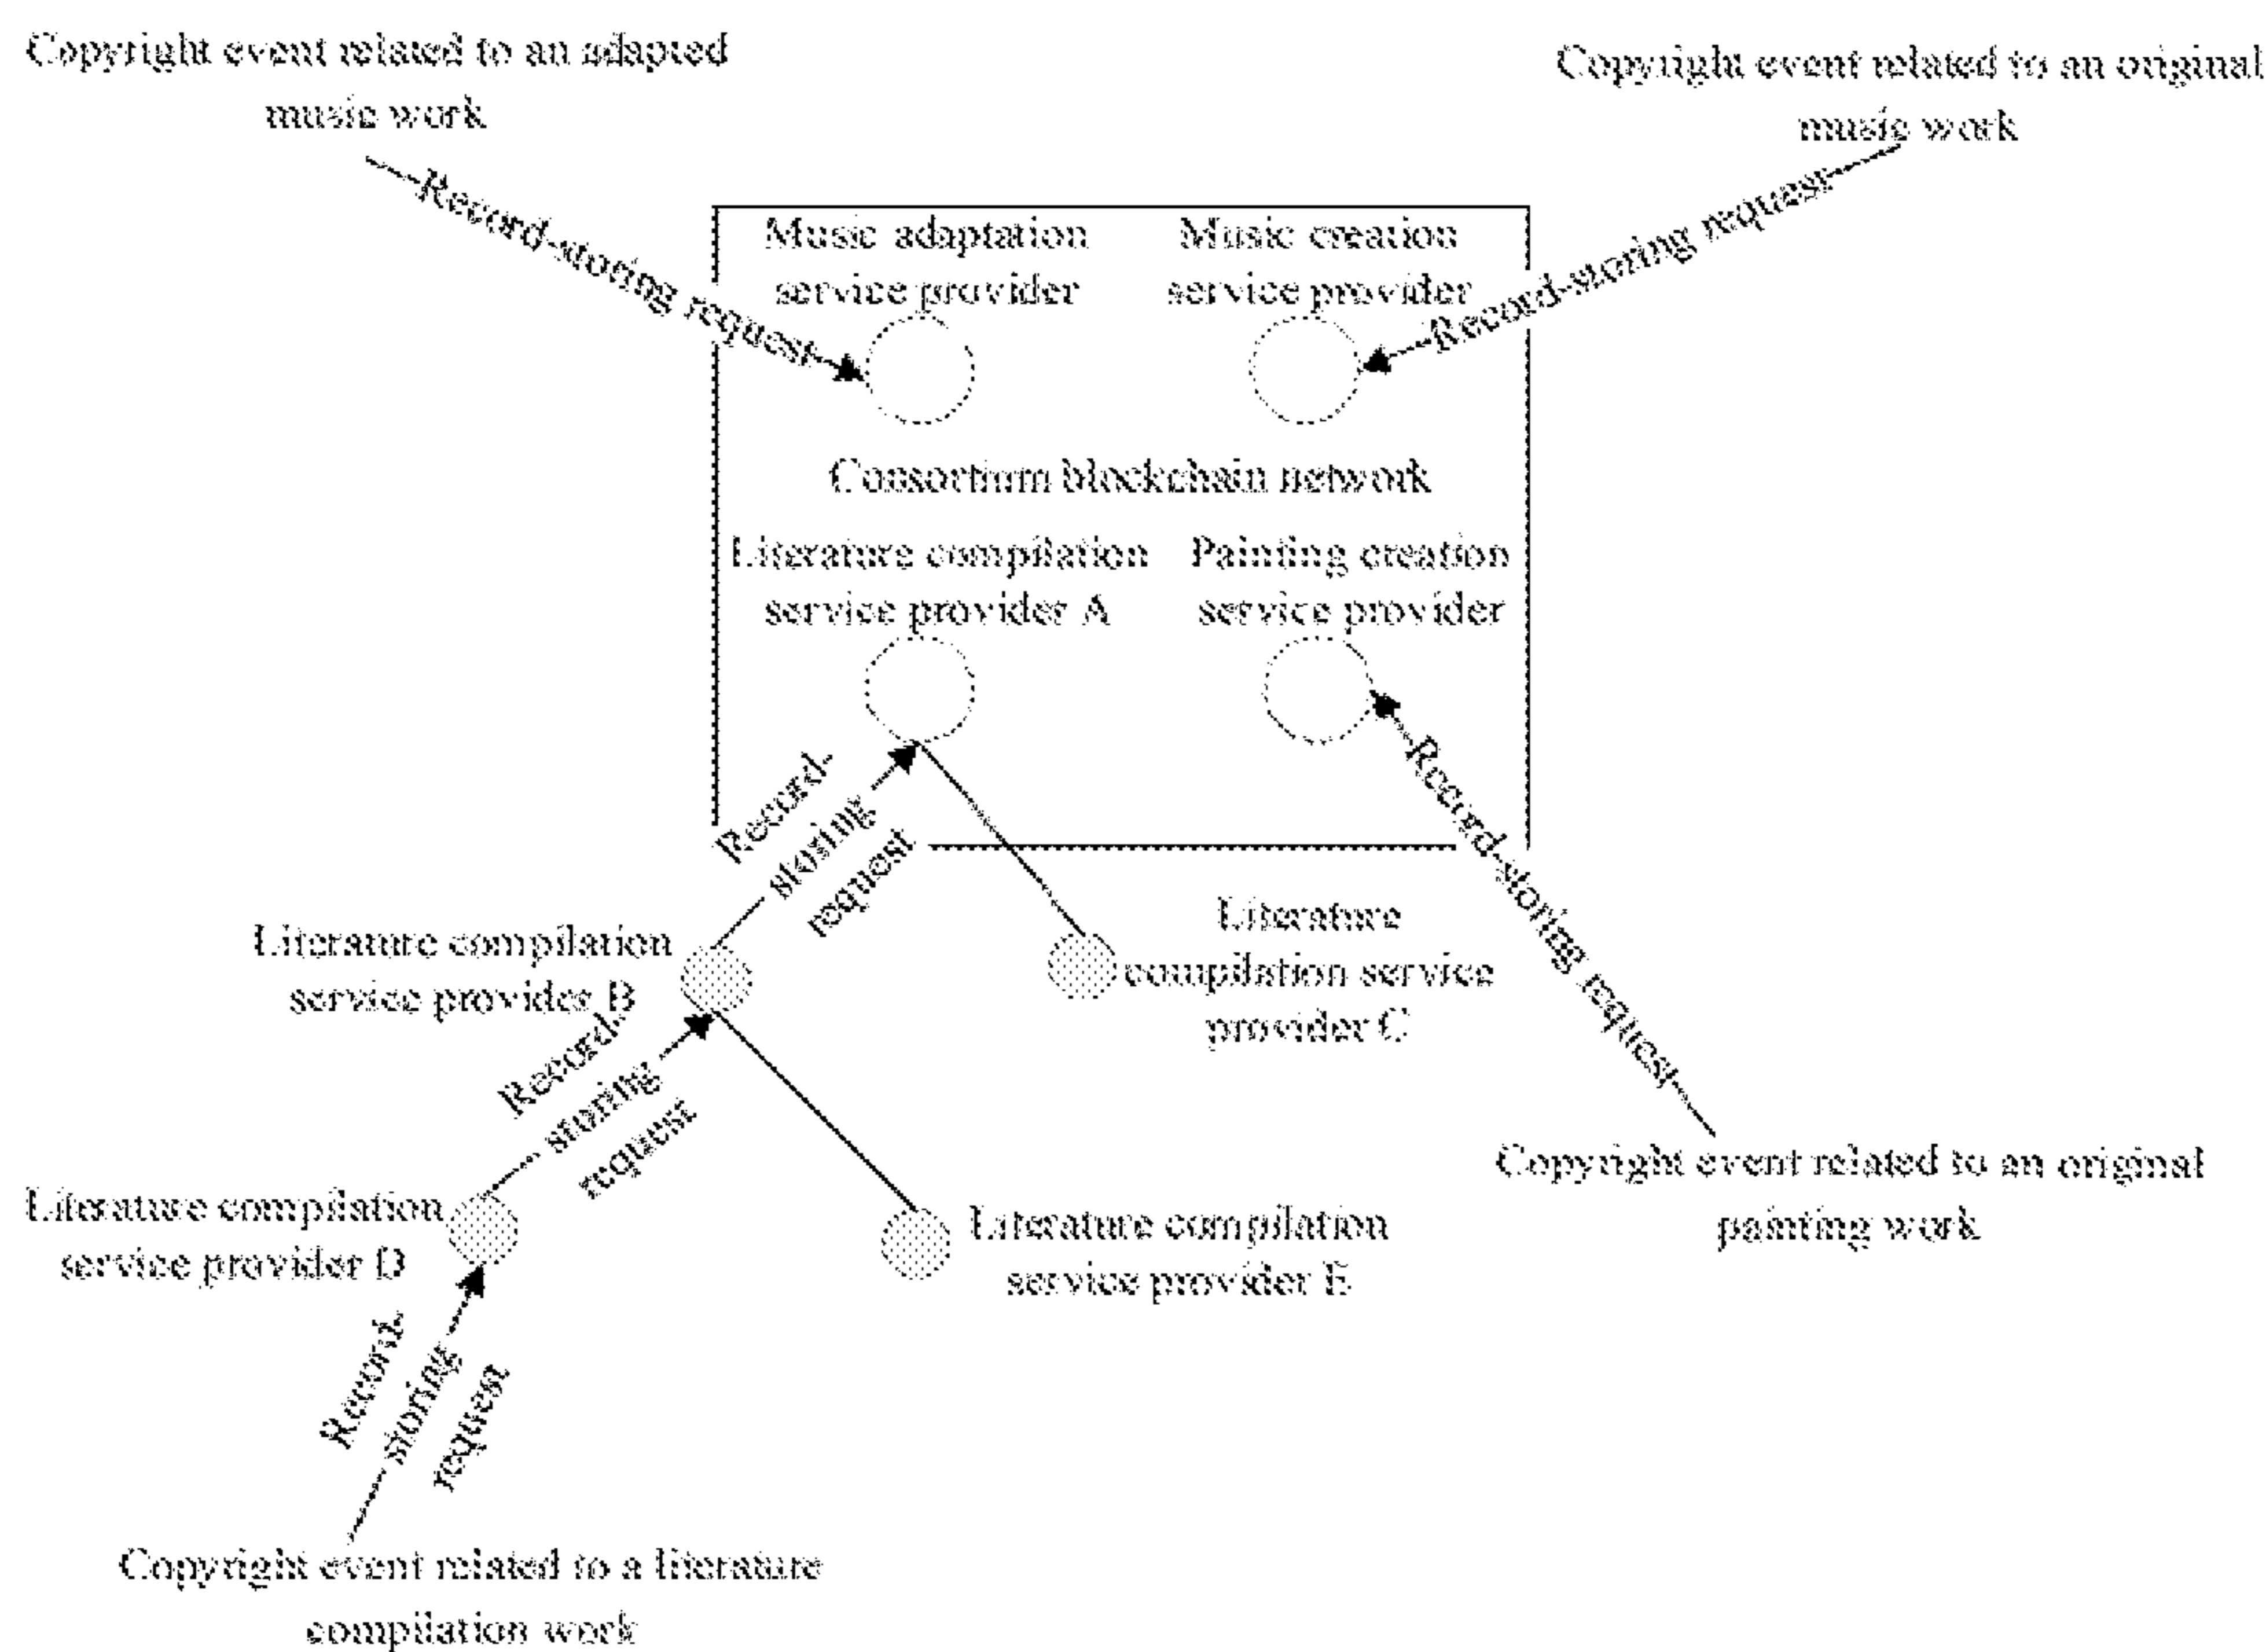 Copyright event related to an adapted
music work
Copyright event related to an original
music work
Record-storing request
Record-storing request
Music adaptation
service provider
Music creation
service provider
Consortium blockchain network
Literature compilation
service provider A
Painting creation
service provider
Record-
storing
request
Record-storing request
Literature compilation
service provider B
Literature
compilation service
provider C
Record-
storing
request
Copyright event related to an original
painting work
Literature compilation
service provider D
Literature compilation
service provider E
Record-
storing
request
Copyright event related to a literature
compilation work